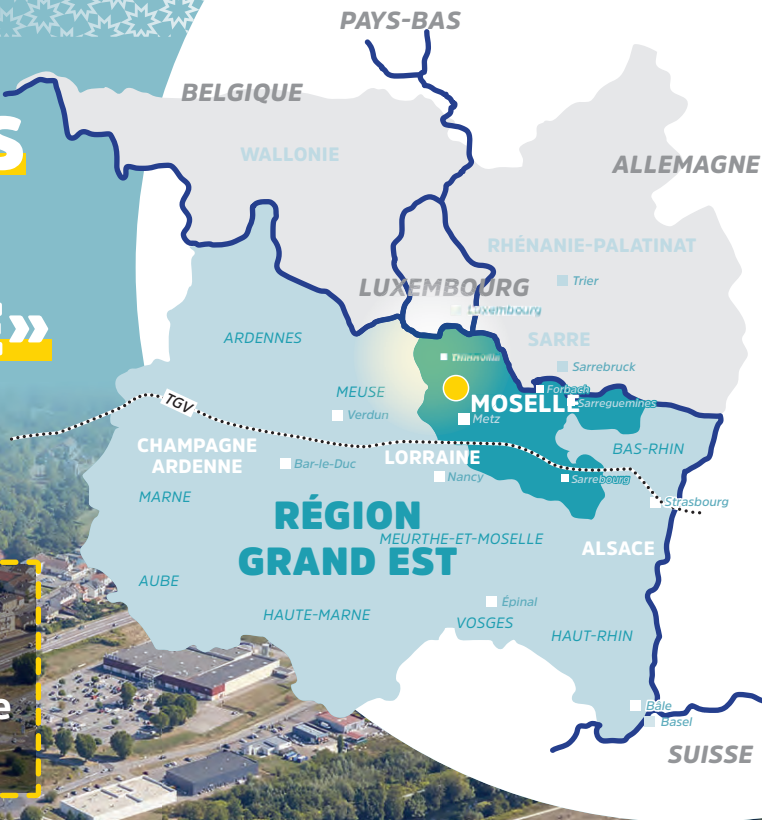 PAYS-BAS
BELGIQUE
S
WALLONIE
ALLEMAGNE
RHÉNANIE-PALATINAT
Trier
LUXEMBOURG
Luxembourg
»
SARRE
ARDENNES
Thionville
Sarrebruck
MEUSE
Forbach
TGV
MOSELLE
Sarreguemines
Verdun
Metz
CHAMPAGNE
ARDENNE
LORRAINE
BAS-RHIN
Bar-le-Duc
Nancy
Sarrebourg
MARNE
Strasbourg
RÉGION
GRAND EST
MEURTHE-ET-MOSELLE
ALSACE
AUBE
Épinal
HAUTE-MARNE
VOSGES
HAUT-RHIN
e
Bâle
Basel
SUISSE